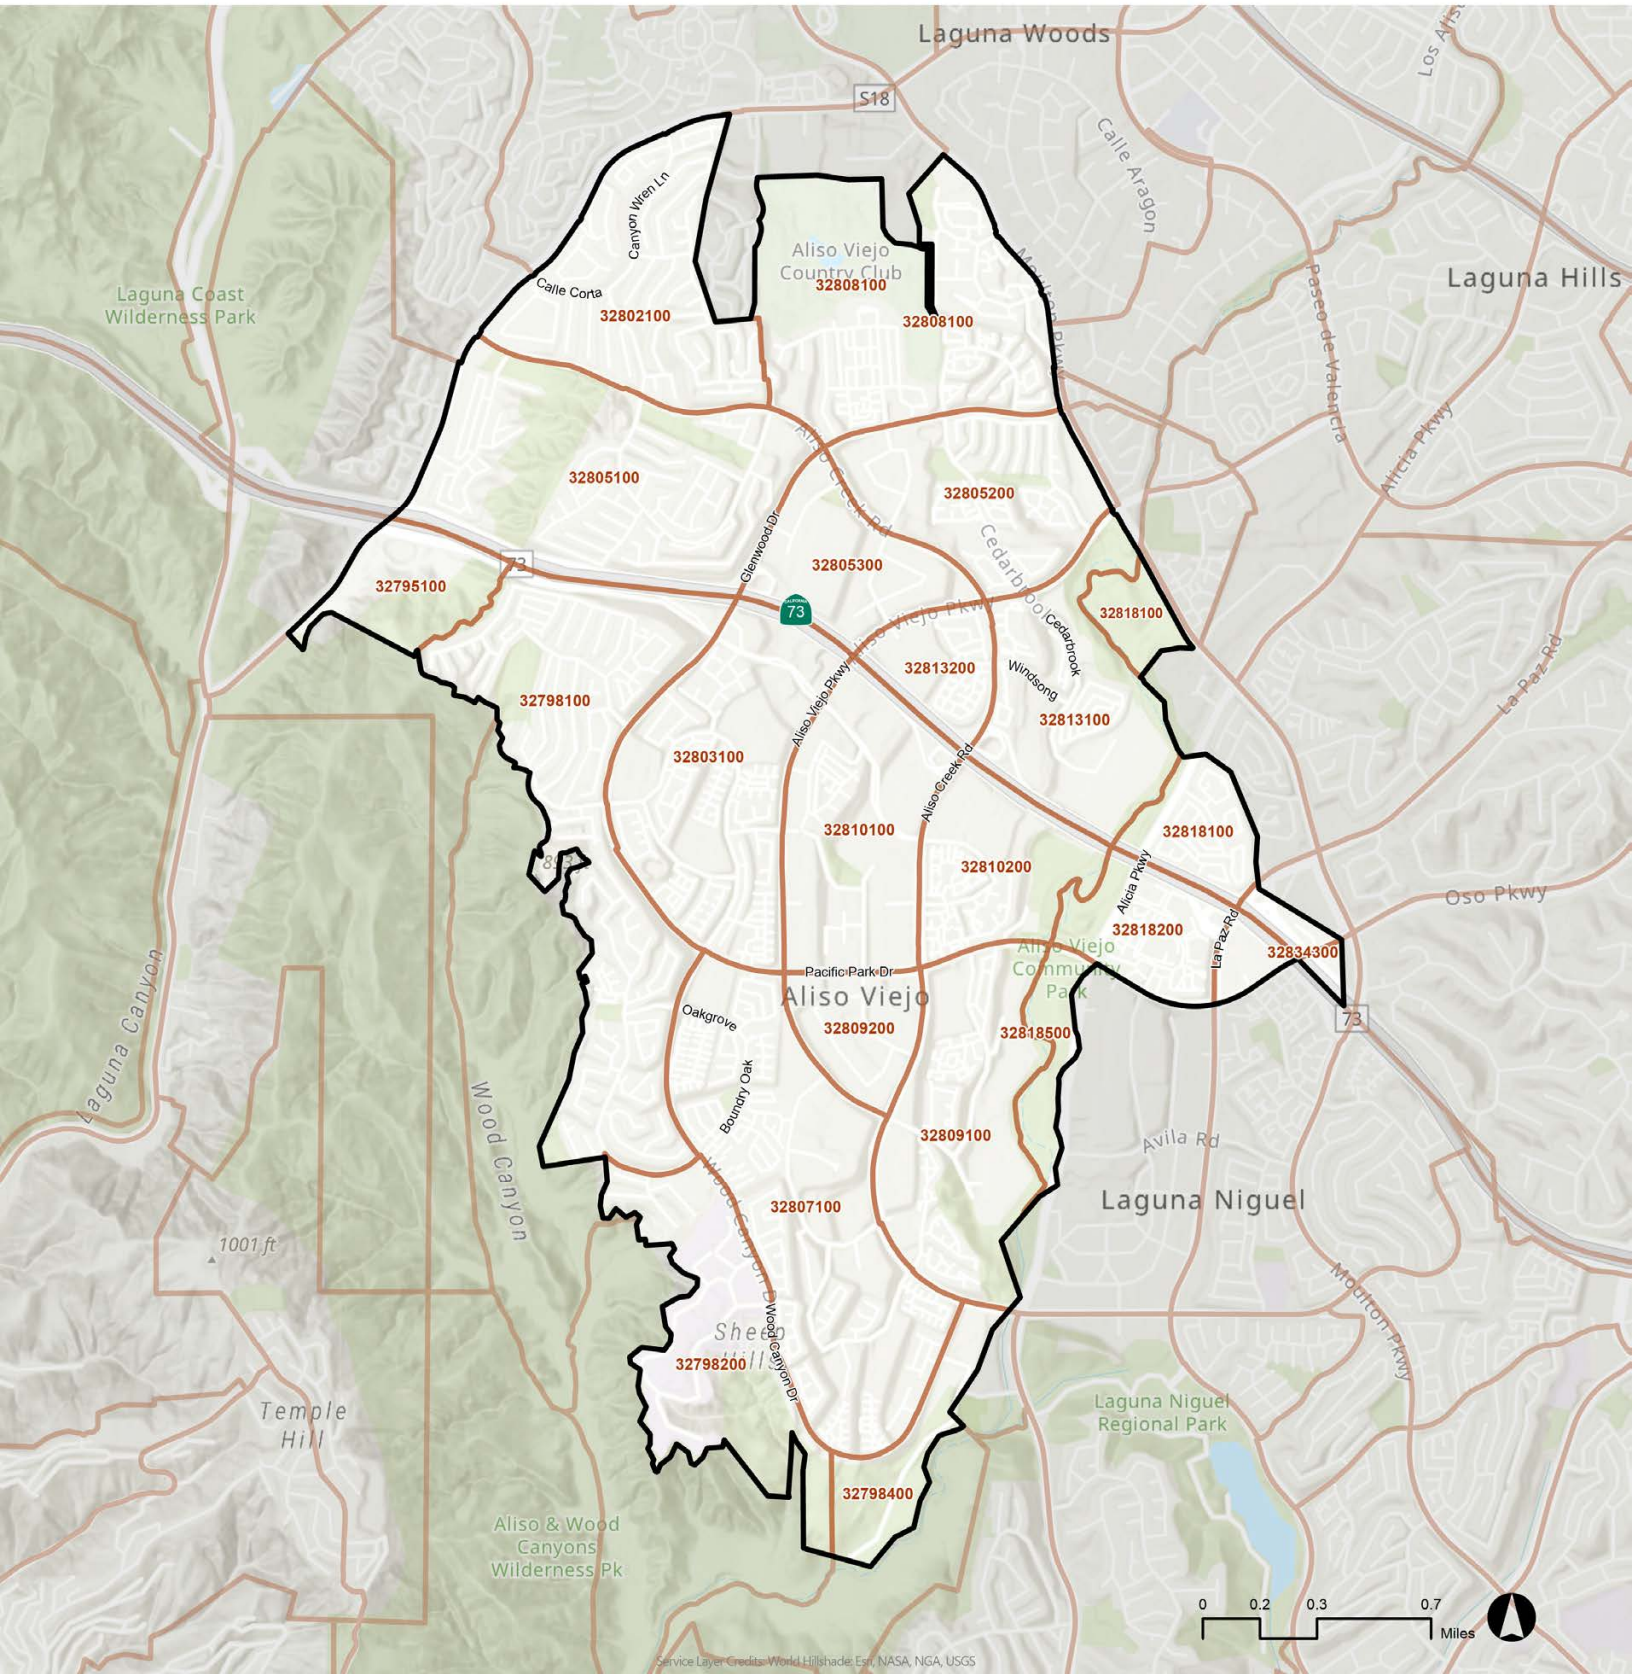 Laguna Woods
Los Alis
S18
Calle Aragon
Canyon Wren Ln
Aliso Viejo
Country Club
32808100
Laguna Hills
Moulton Pkwy
Paseo de Valencia
Laguna Coast
Wilderness Park
Calle Corta
32802100
32808100
Alicia Pkwy
Aliso Creek Rd
32805100
32805200
Glenwood Dr
Cedarbrook
73
32805300
32795100
CALIFORNIA
73
Aliso Viejo Pkwy
Cedarbrook
32818100
32813200
Windsong
La Paz Rd
32798100
Aliso Viejo Pkwy
32813100
32803100
Aliso Creek Rd
32810100
32818100
893
32810200
Alicia Pkwy
Oso Pkwy
32818200
La Paz Rd
Aliso Viejo
Community
Park
32834300
Pacific Park Dr
Aliso Viejo
Laguna Canyon
Oakgrove
32809200
32818500
73
Boundry Oak
Wood Canyon
32809100
Avila Rd
Wood Canyon D
32807100
Laguna Niguel
1001 ft
Moulton Pkwy
Sheep
Hills
Wood Canyon Dr
32798200
Temple
Hill
Laguna Niguel
Regional Park
32798400
Aliso & Wood
Canyons
Wilderness Pk
0 0.2 0.3 0.7
Miles
Service Layer Credits: World Hillshade: Esri, NASA, NGA, USGS